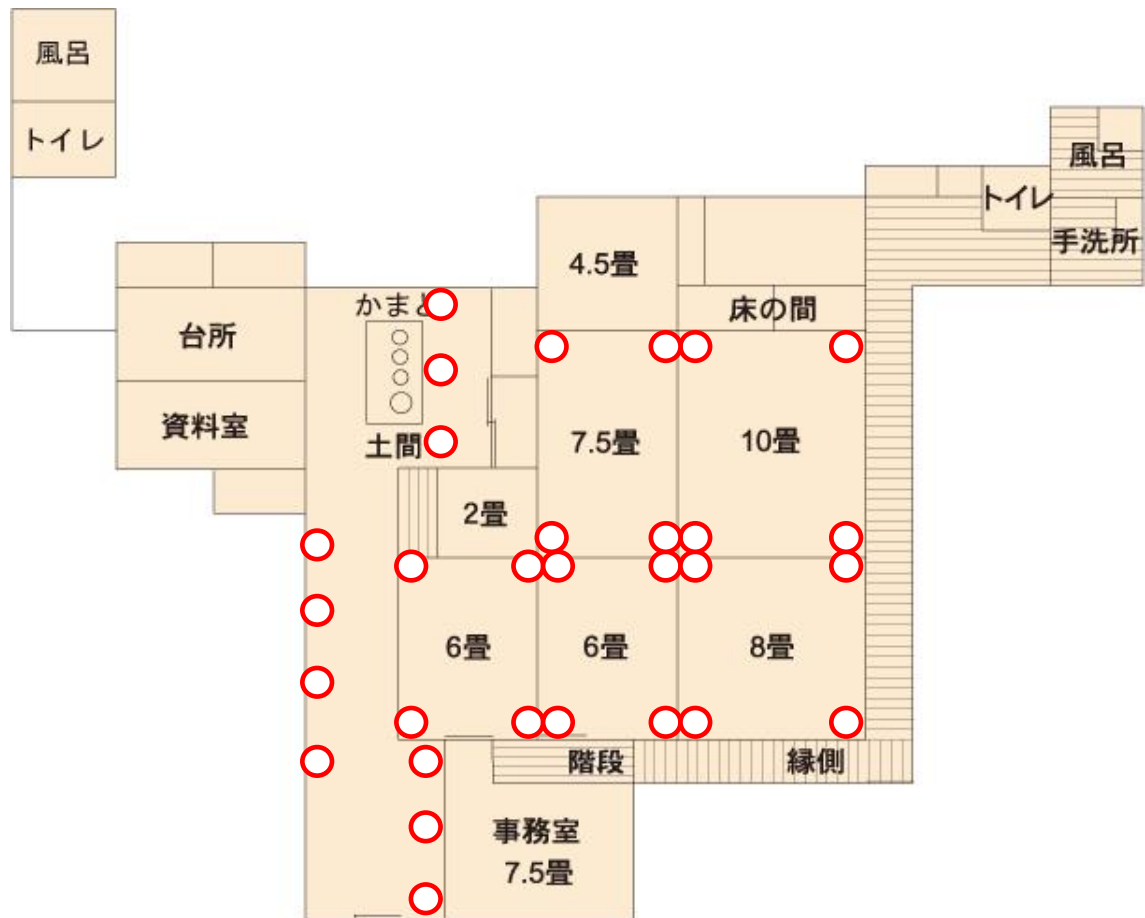 風呂
トイレ
風呂
トイレ
手洗所
4.5畳
床の間
かまど
台所
資料室
土間
7.5畳
10畳
2畳
6畳
6畳
8畳
階段
縁側
事務室
7.5畳